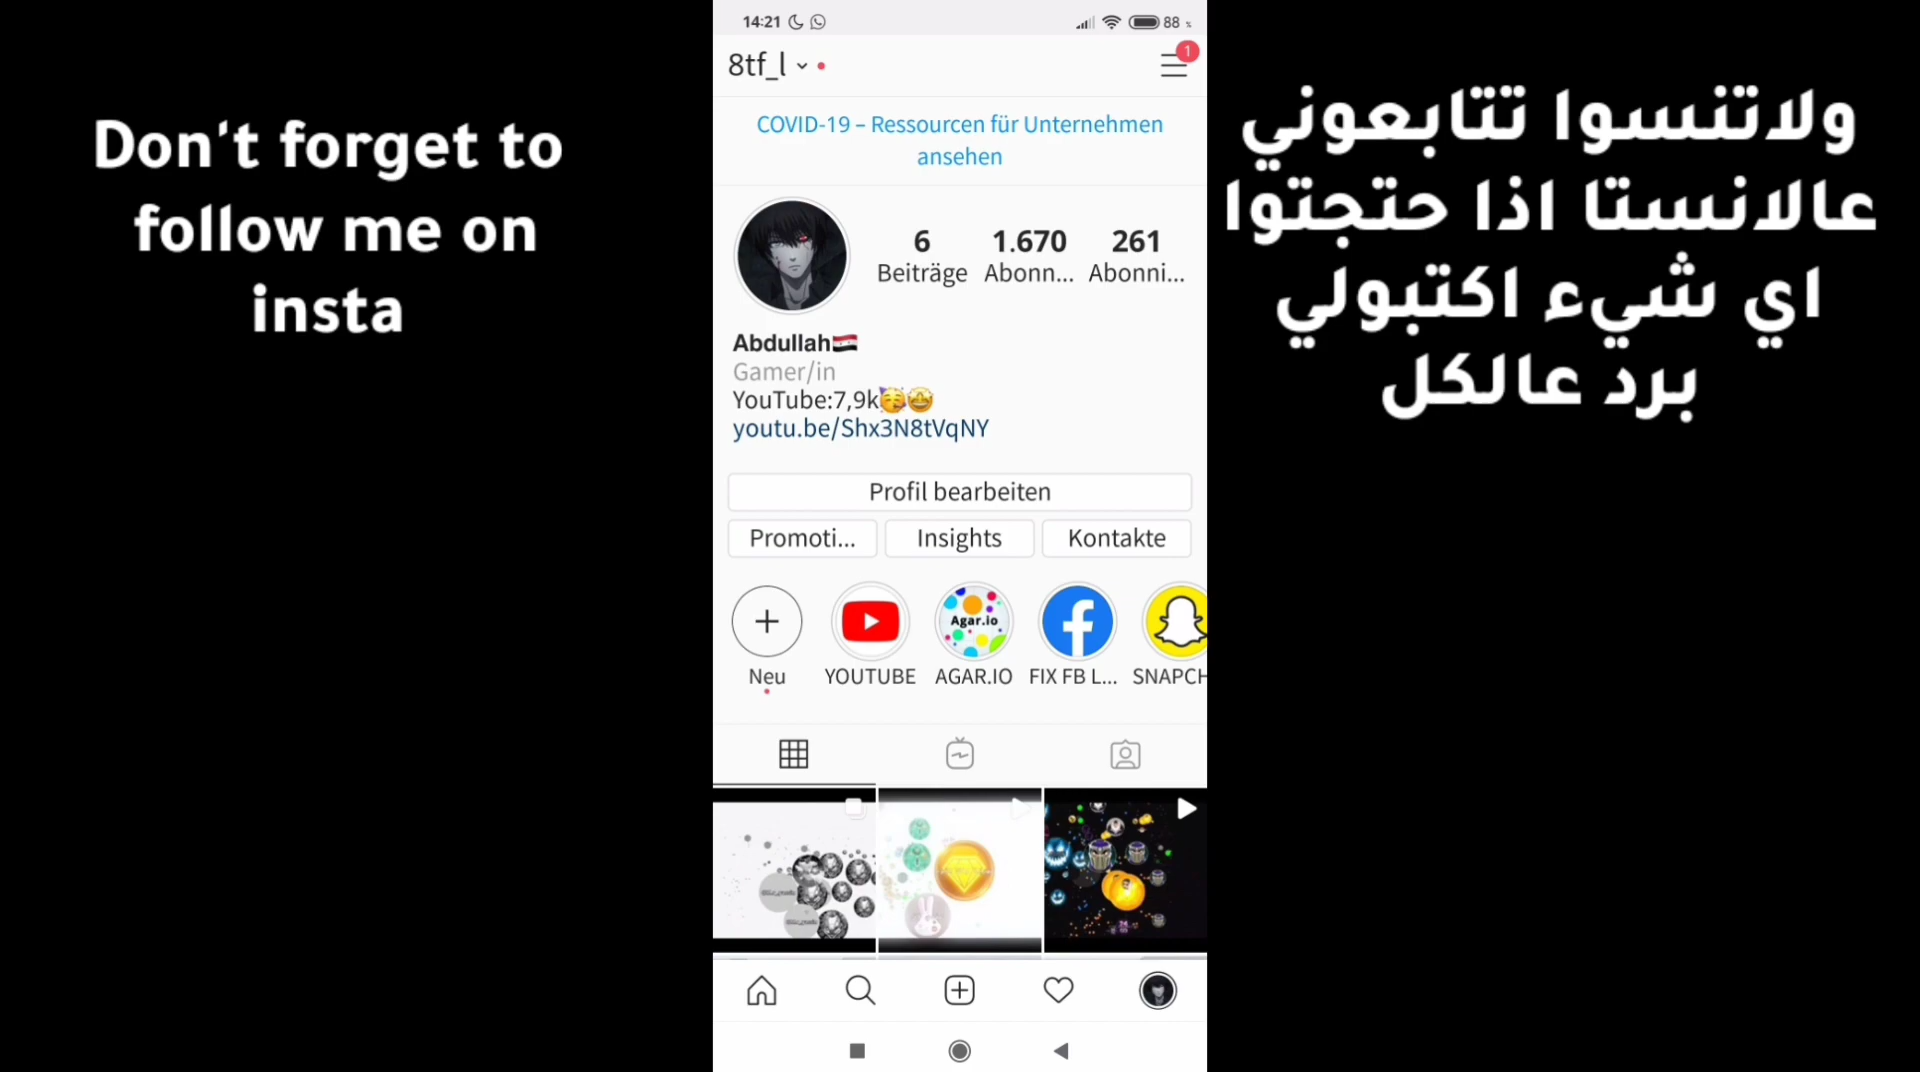 Don't forget to
follow me on
insta
14:21
88 %
8tf_l
1
COVID-19 – Ressourcen für Unternehmen
ansehen
6
1.670
261
Beiträge
Abonn...
Abonni...
Abdullah🇸🇾
Gamer/in
YouTube:7,9k🥳🤩
youtu.be/Shx3N8tVqNY
Profil bearbeiten
Promoti...
Insights
Kontakte
Agar.io
Neu
YOUTUBE
AGAR.IO
FIX FB L...
SNAPCH
ولاتنسوا تتابعوني
عالانستا اذا حتجتوا
اي شيء اكتبولي
برد عالكل